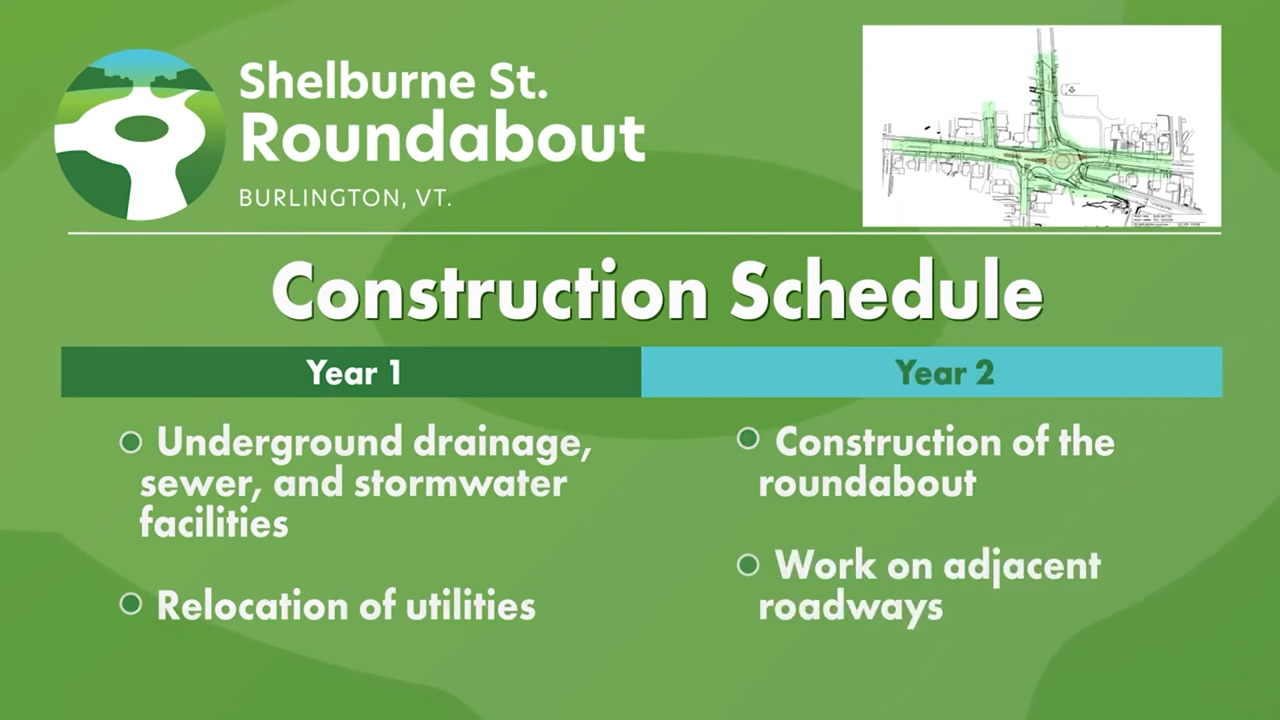 Shelburne St.
Roundabout
BURLINGTON, VT.
Construction Schedule
Year 1
Year 2
Underground drainage,
sewer, and stormwater
facilities
Relocation of utilities
Construction of the
roundabout
Work on adjacent
roadways